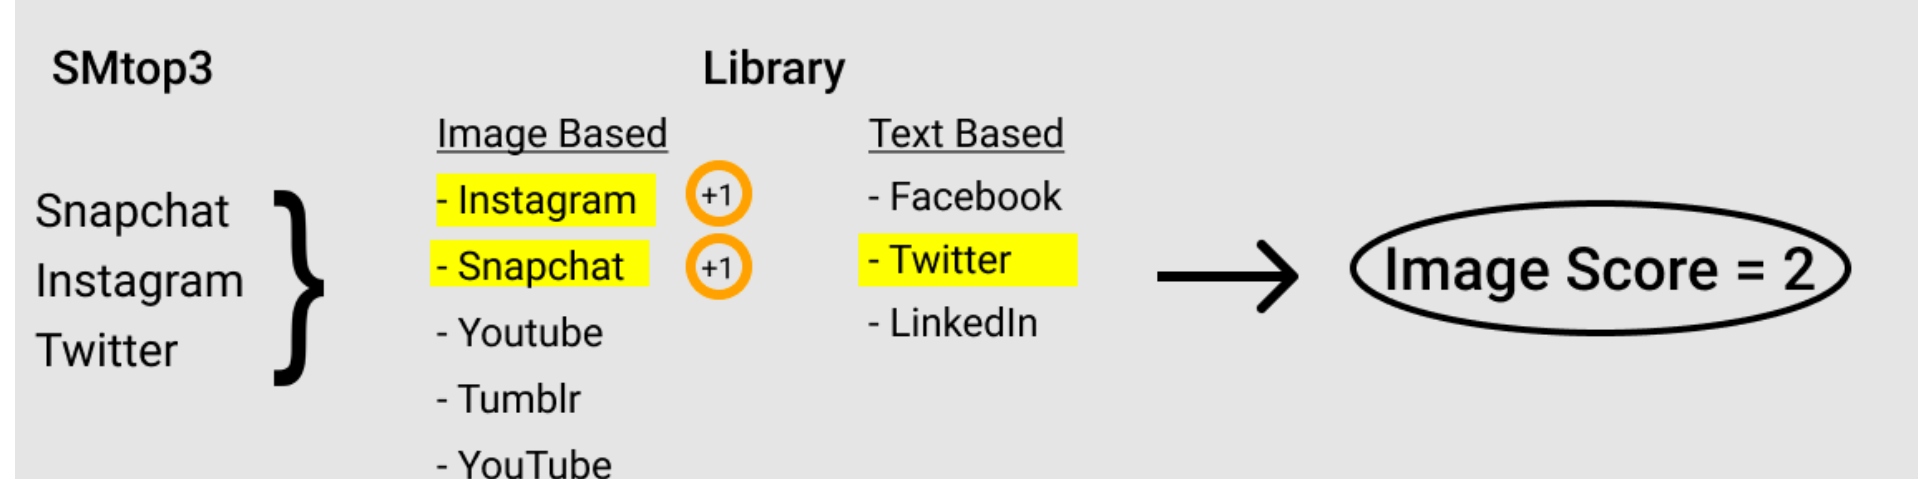 SMtop3
Library
Snapchat
Instagram
Twitter
Image Based
- Instagram
+1
- Snapchat
+1
- Youtube
- Tumblr
- YouTube
Text Based
- Facebook
- Twitter
- LinkedIn
Image Score = 2